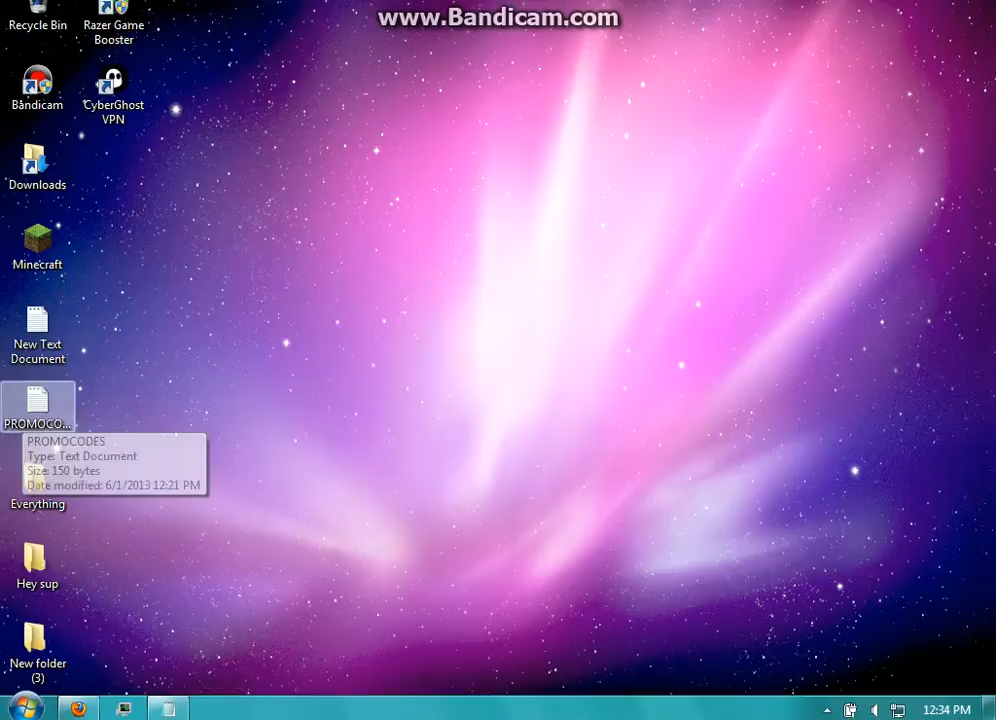 www.Bandicam.com
Recycle Bin
Razer Game
Booster
Bandicam
CyberGhost
VPN
Downloads
Minecraft
New Text
Document
PROMOCO...
PROMOCODES
Type: Text Document
Size: 150 bytes
Date modified: 6/1/2013 12:21 PM
Everything
Hey sup
New folder
(3)
12:34 PM